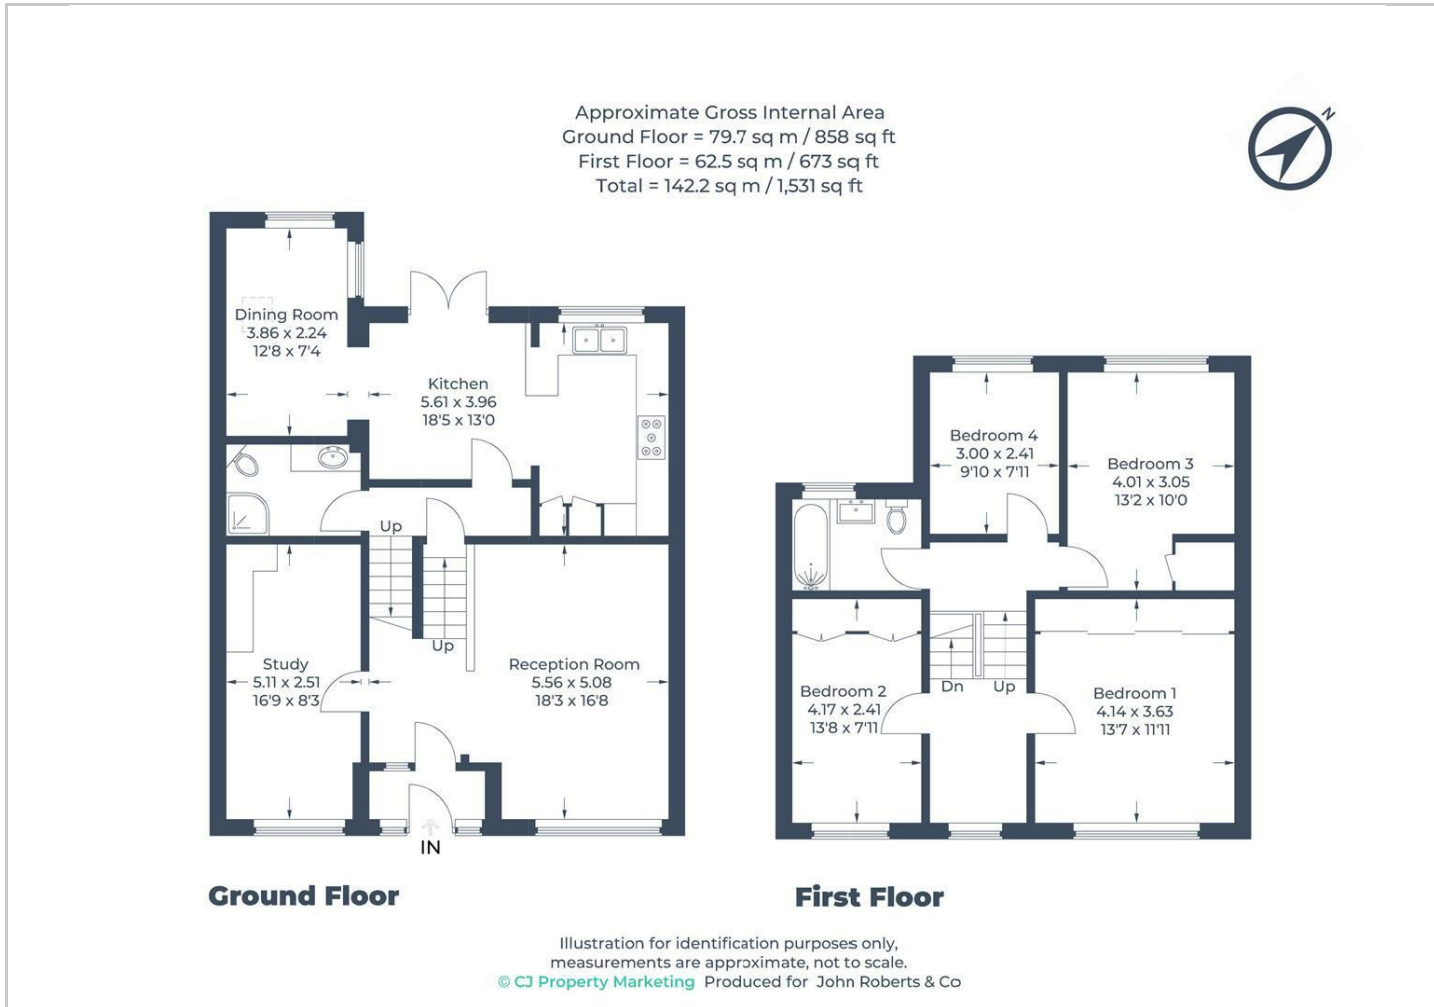 Approximate Gross Internal Area
Ground Floor = 79.7 sq m / 858 sq ft
First Floor = 62.5 sq m / 673 sq ft
Total = 142.2 sq m / 1,531 sq ft
N
Dining Room
3.86 x 2.24
12'8 x 7'4
Kitchen
5.61 x 3.96
18'5 x 13'0
Up
Up
Study
5.11 x 2.51
16'9 x 8'3
Reception Room
5.56 x 5.08
18'3 x 16'8
IN
Ground Floor
Bedroom 4
3.00 x 2.41
9'10 x 7'11
Bedroom 3
4.01 x 3.05
13'2 x 10'0
Dn
Up
Bedroom 2
4.17 x 2.41
13'8 x 7'11
Bedroom 1
4.14 x 3.63
13'7 x 11'11
First Floor
Illustration for identification purposes only,
measurements are approximate, not to scale.
© CJ Property Marketing Produced for John Roberts & Co